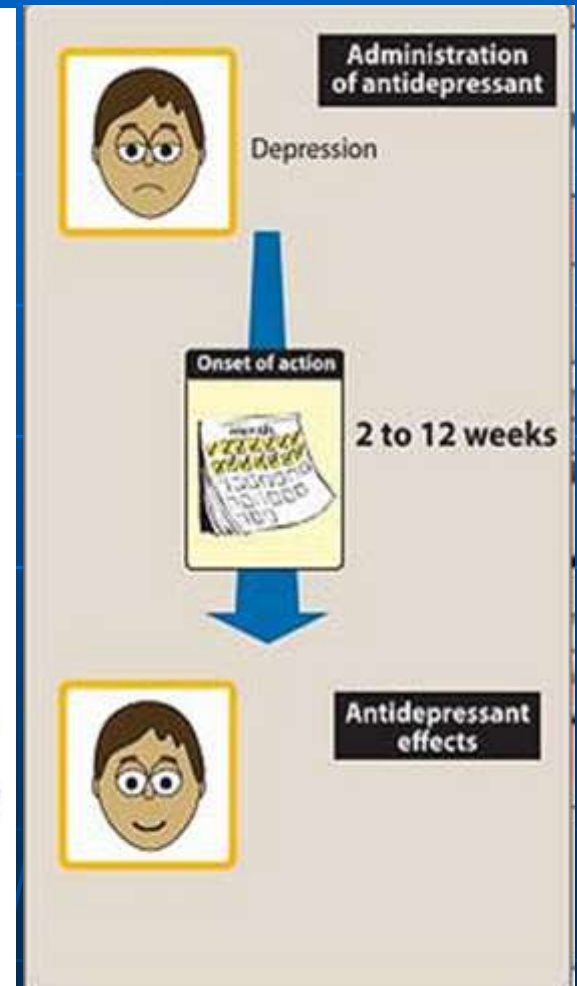 Administration
of antidepressant
Depression
Onset of action
2 to 12 weeks
Antidepressant
effects